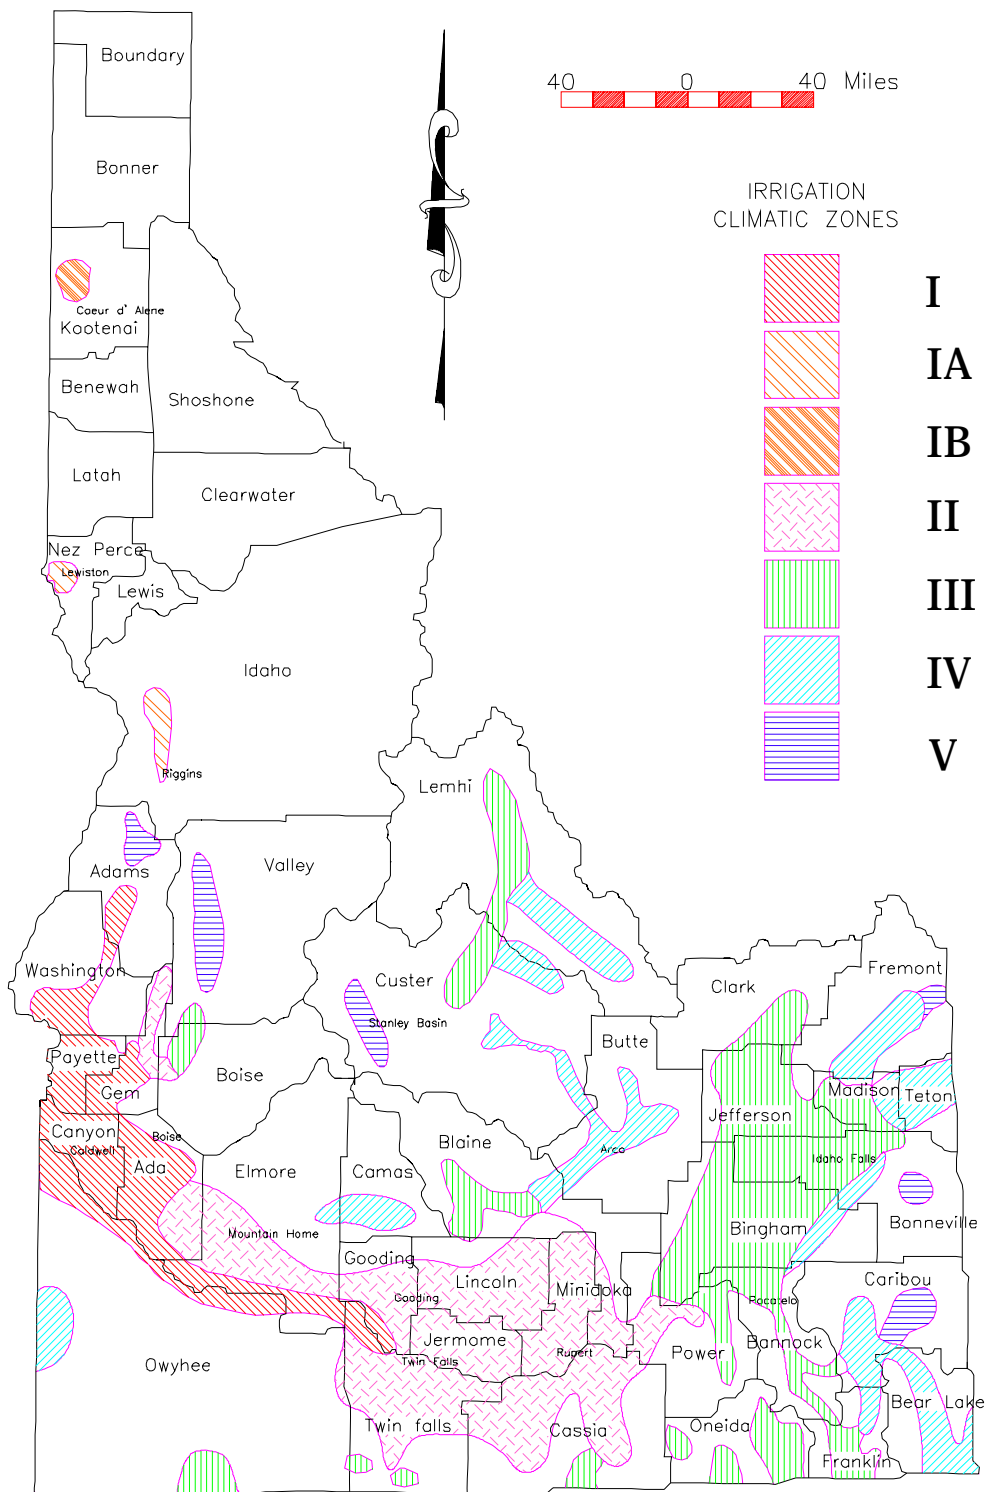 Boundary
40 0 40 Miles
Bonner
IRRIGATION
CLIMATIC ZONES
I
Coeur d' Alene
Kootenai
IA
Benewah
Shoshone
IB
Latah
Clearwater
II
Nez Perce
Lewiston
Lewis
III
Idaho
IV
Riggins
V
Lemhi
Adams
Valley
Washington
Custer
Clark
Fremont
Stanley Basin
Butte
Payette
Gem
Boise
Madison
Teton
Jefferson
Canyon
Boise
Caldwell
Ada
Elmore
Camas
Blaine
Arco
Idaho Falls
Mountain Home
Bingham
Bonneville
Gooding
Lincoln
Minidoka
Caribou
Gooding
Pocatelo
Jermome
Bannock
Twin Falls
Rupert
Power
Owyhee
Bear Lake
Twin falls
Cassia
Oneida
Franklin